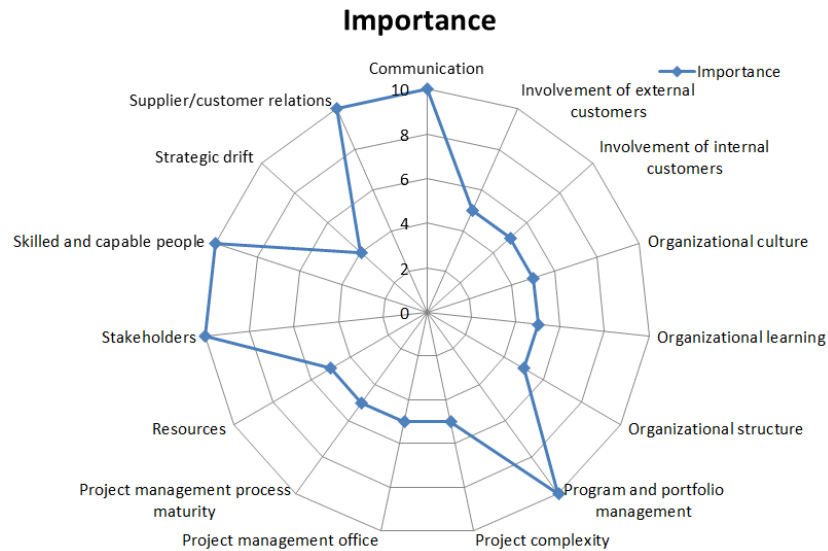 Importance
Communication
Importance
Supplier/customer relations
Involvement of external
customers
Strategic drift
Involvement of internal
customers
Skilled and capable people
Organizational culture
Stakeholders
Organizational learning
Resources
Organizational structure
Project management process
maturity
Program and portfolio
management
Project management office
Project complexity
10
8
6
4
2
0